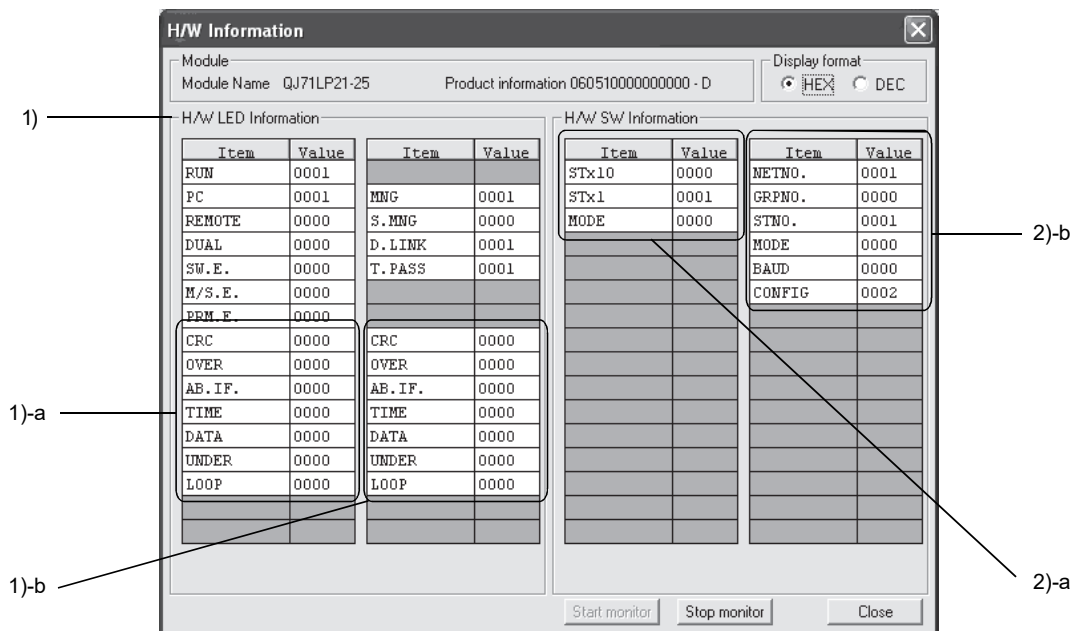 H/W Information
Module
Module Name QJ71LP21-25 Product information 060510000000000 - D
Display format
HEX DEC
1)
H/W LED Information
Item Value Item Value
RUN 0001
PC 0001 MNG 0001
REMOTE 0000 S.MNG 0000
DUAL 0000 D.LINK 0001
SW.E. 0000 T.PASS 0001
M/S.E. 0000
PRM.E. 0000
CRC 0000 CRC 0000
OVER 0000 OVER 0000
AB.IF. 0000 AB.IF. 0000
TIME 0000 TIME 0000
DATA 0000 DATA 0000
UNDER 0000 UNDER 0000
LOOP 0000 LOOP 0000
1)-a
1)-b
H/W SW Information
Item Value Item Value
STx10 0000 NETNO. 0001
STx1 0001 GRPNO. 0000
MODE 0000 STNO. 0001
MODE 0000
BAUD 0000
CONFIG 0002
2)-b
2)-a
Start monitor Stop monitor Close